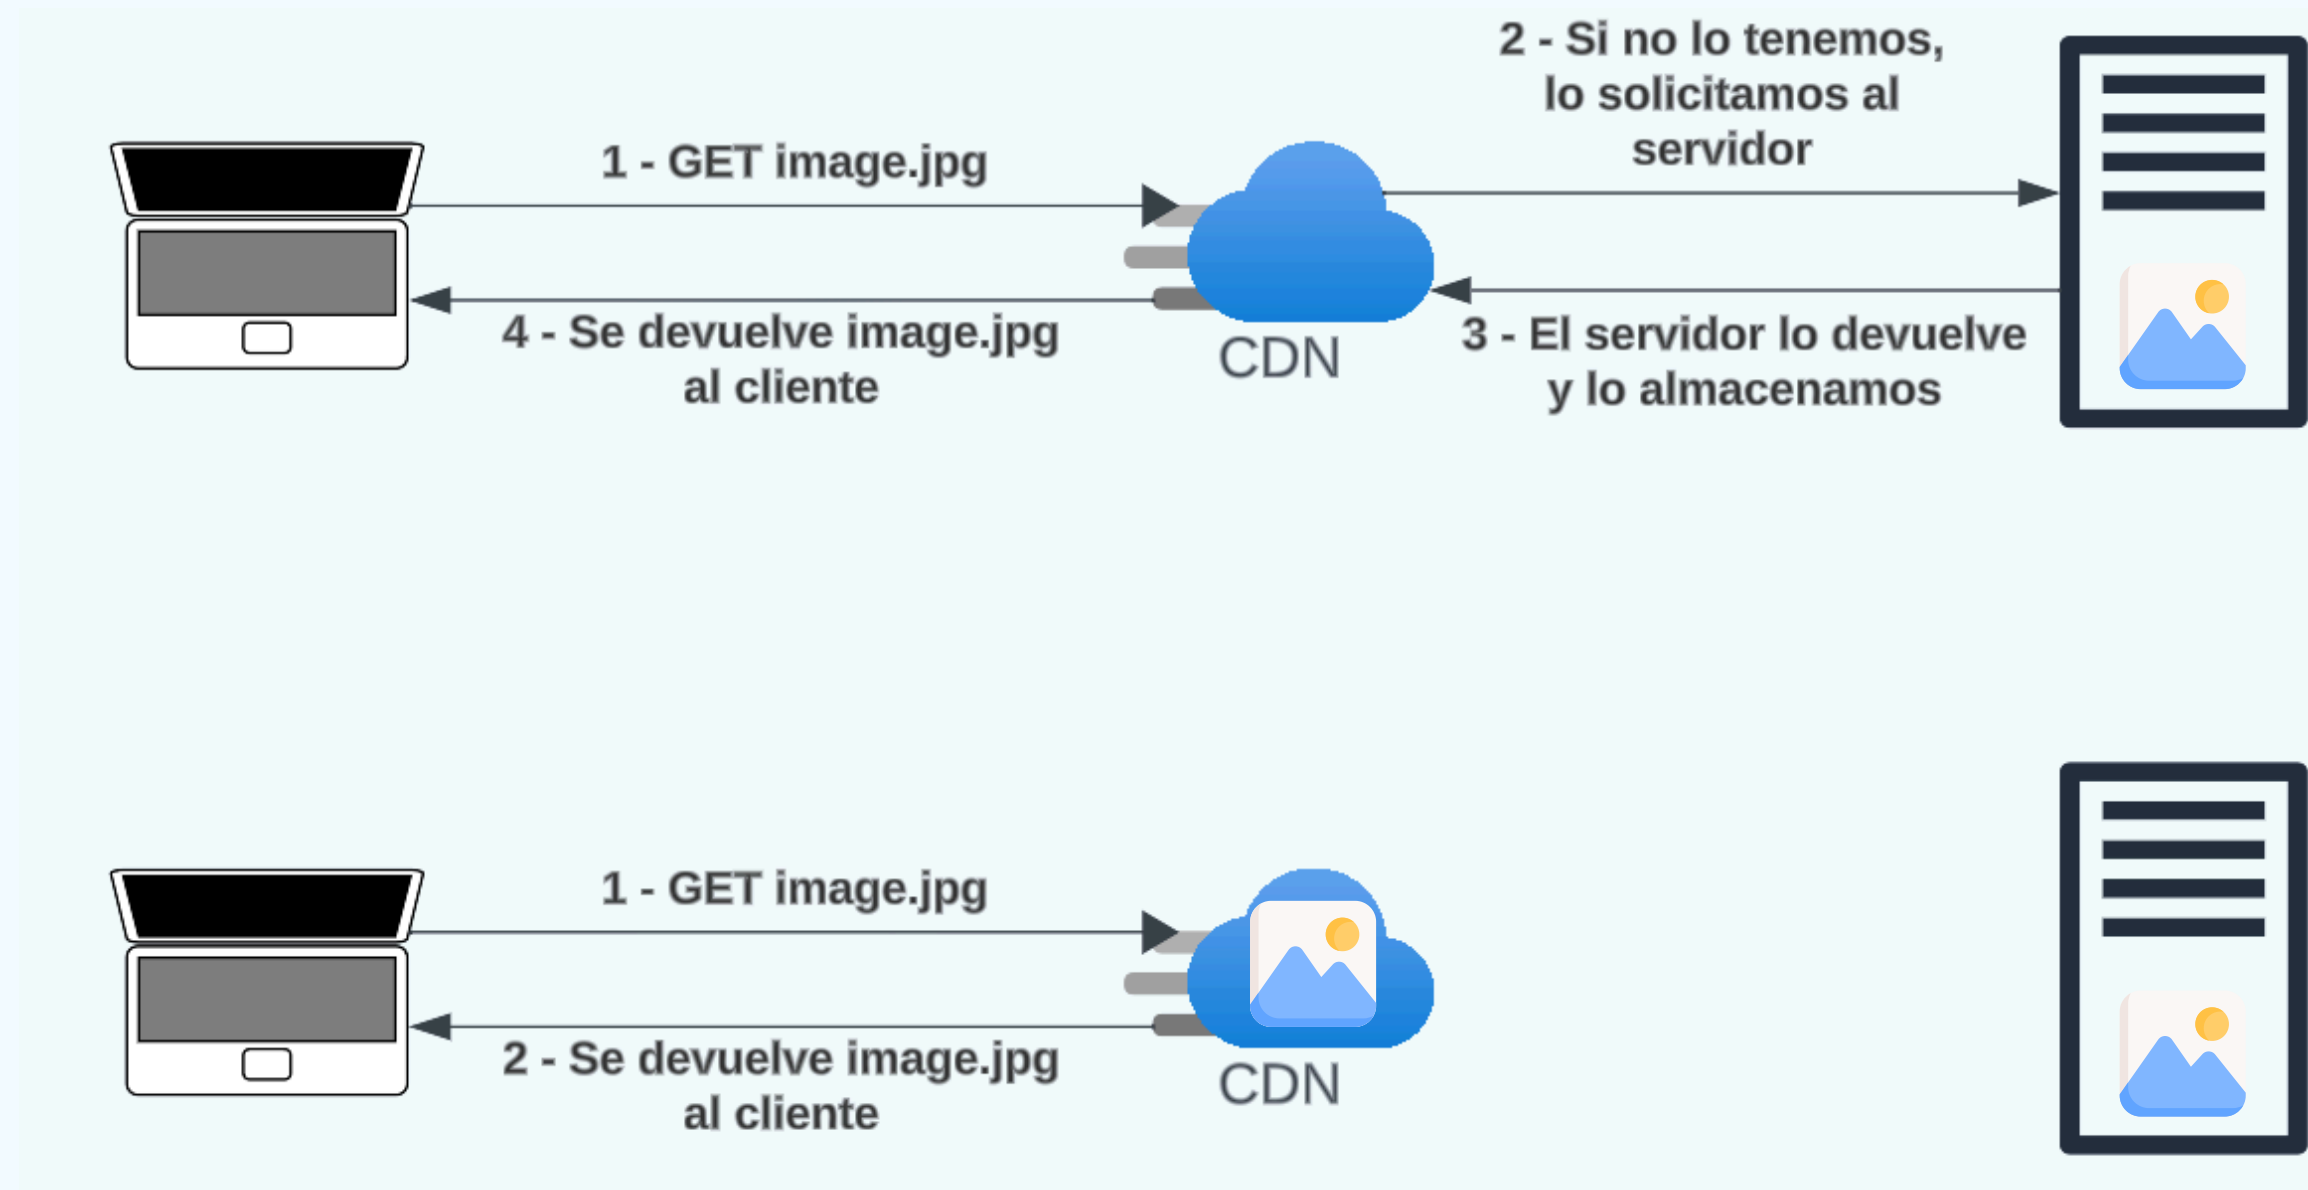 1 - GET image.jpg
2 - Si no lo tenemos,
lo solicitamos al
servidor
4 - Se devuelve image.jpg
al cliente
CDN
3 - El servidor lo devuelve
y lo almacenamos
1 - GET image.jpg
2 - Se devuelve image.jpg
al cliente
CDN